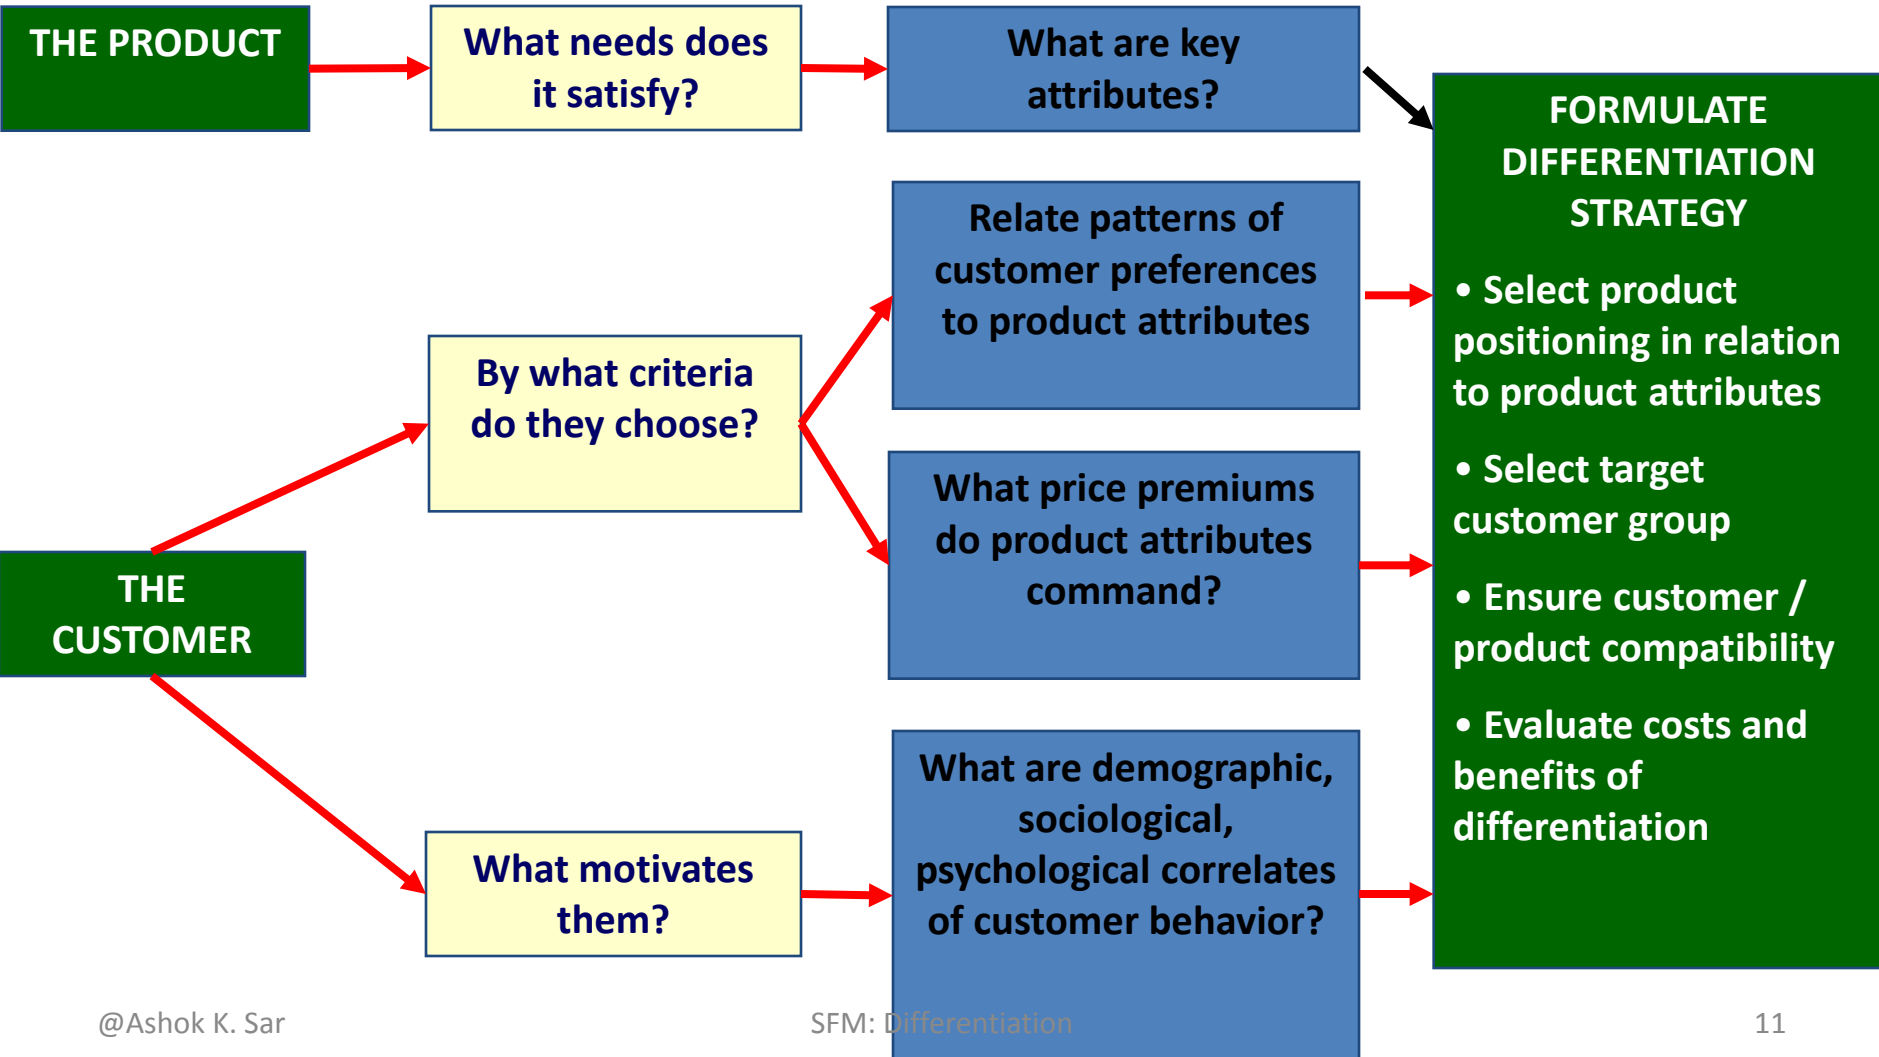 THE PRODUCT
What needs does
it satisfy?
What are key
attributes?
FORMULATE
DIFFERENTIATION
STRATEGY
• Select product
positioning in relation
to product attributes
• Select target
customer group
• Ensure customer /
product compatibility
• Evaluate costs and
benefits of
differentiation
Relate patterns of
customer preferences
to product attributes
By what criteria
do they choose?
What price premiums
do product attributes
command?
THE
CUSTOMER
What motivates
them?
What are demographic,
sociological,
psychological correlates
of customer behavior?
@Ashok K. Sar
SFM: Differentiation
11